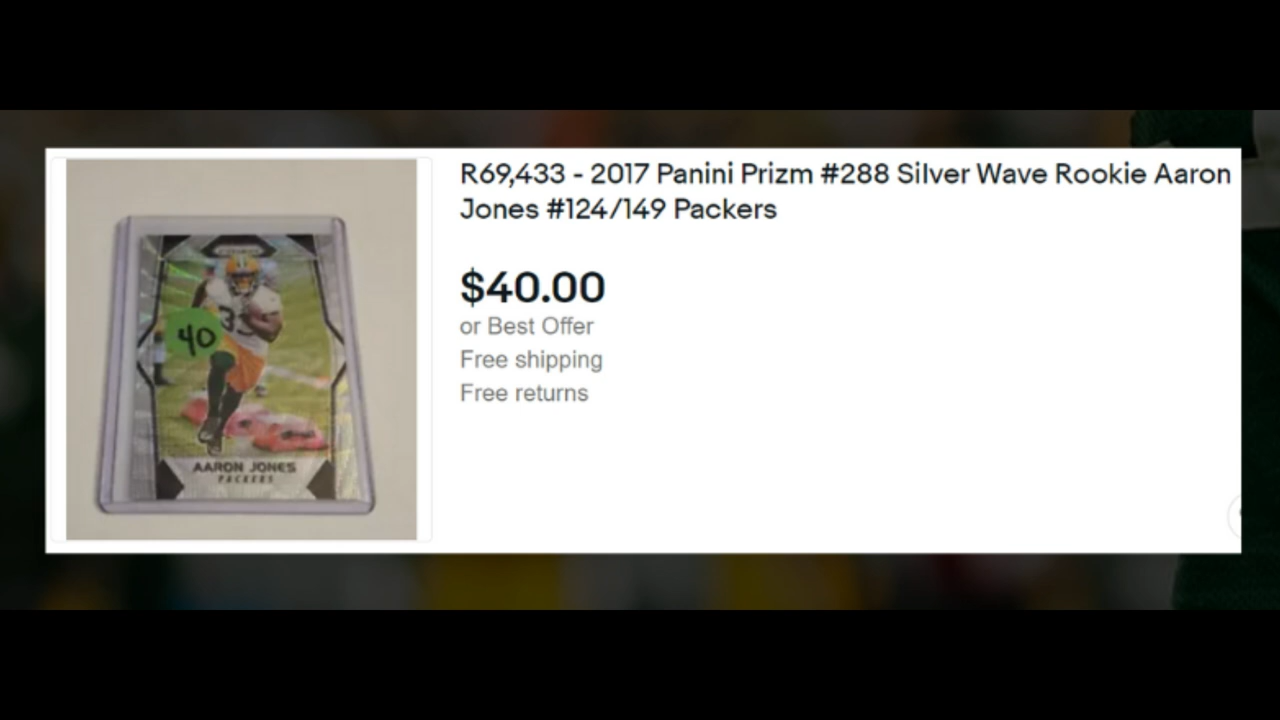 R69,433 - 2017 Panini Prizm #288 Silver Wave Rookie Aaron
Jones #124/149 Packers
$40.00
or Best Offer
Free shipping
Free returns
33
40
AARON JONES
PACKERS